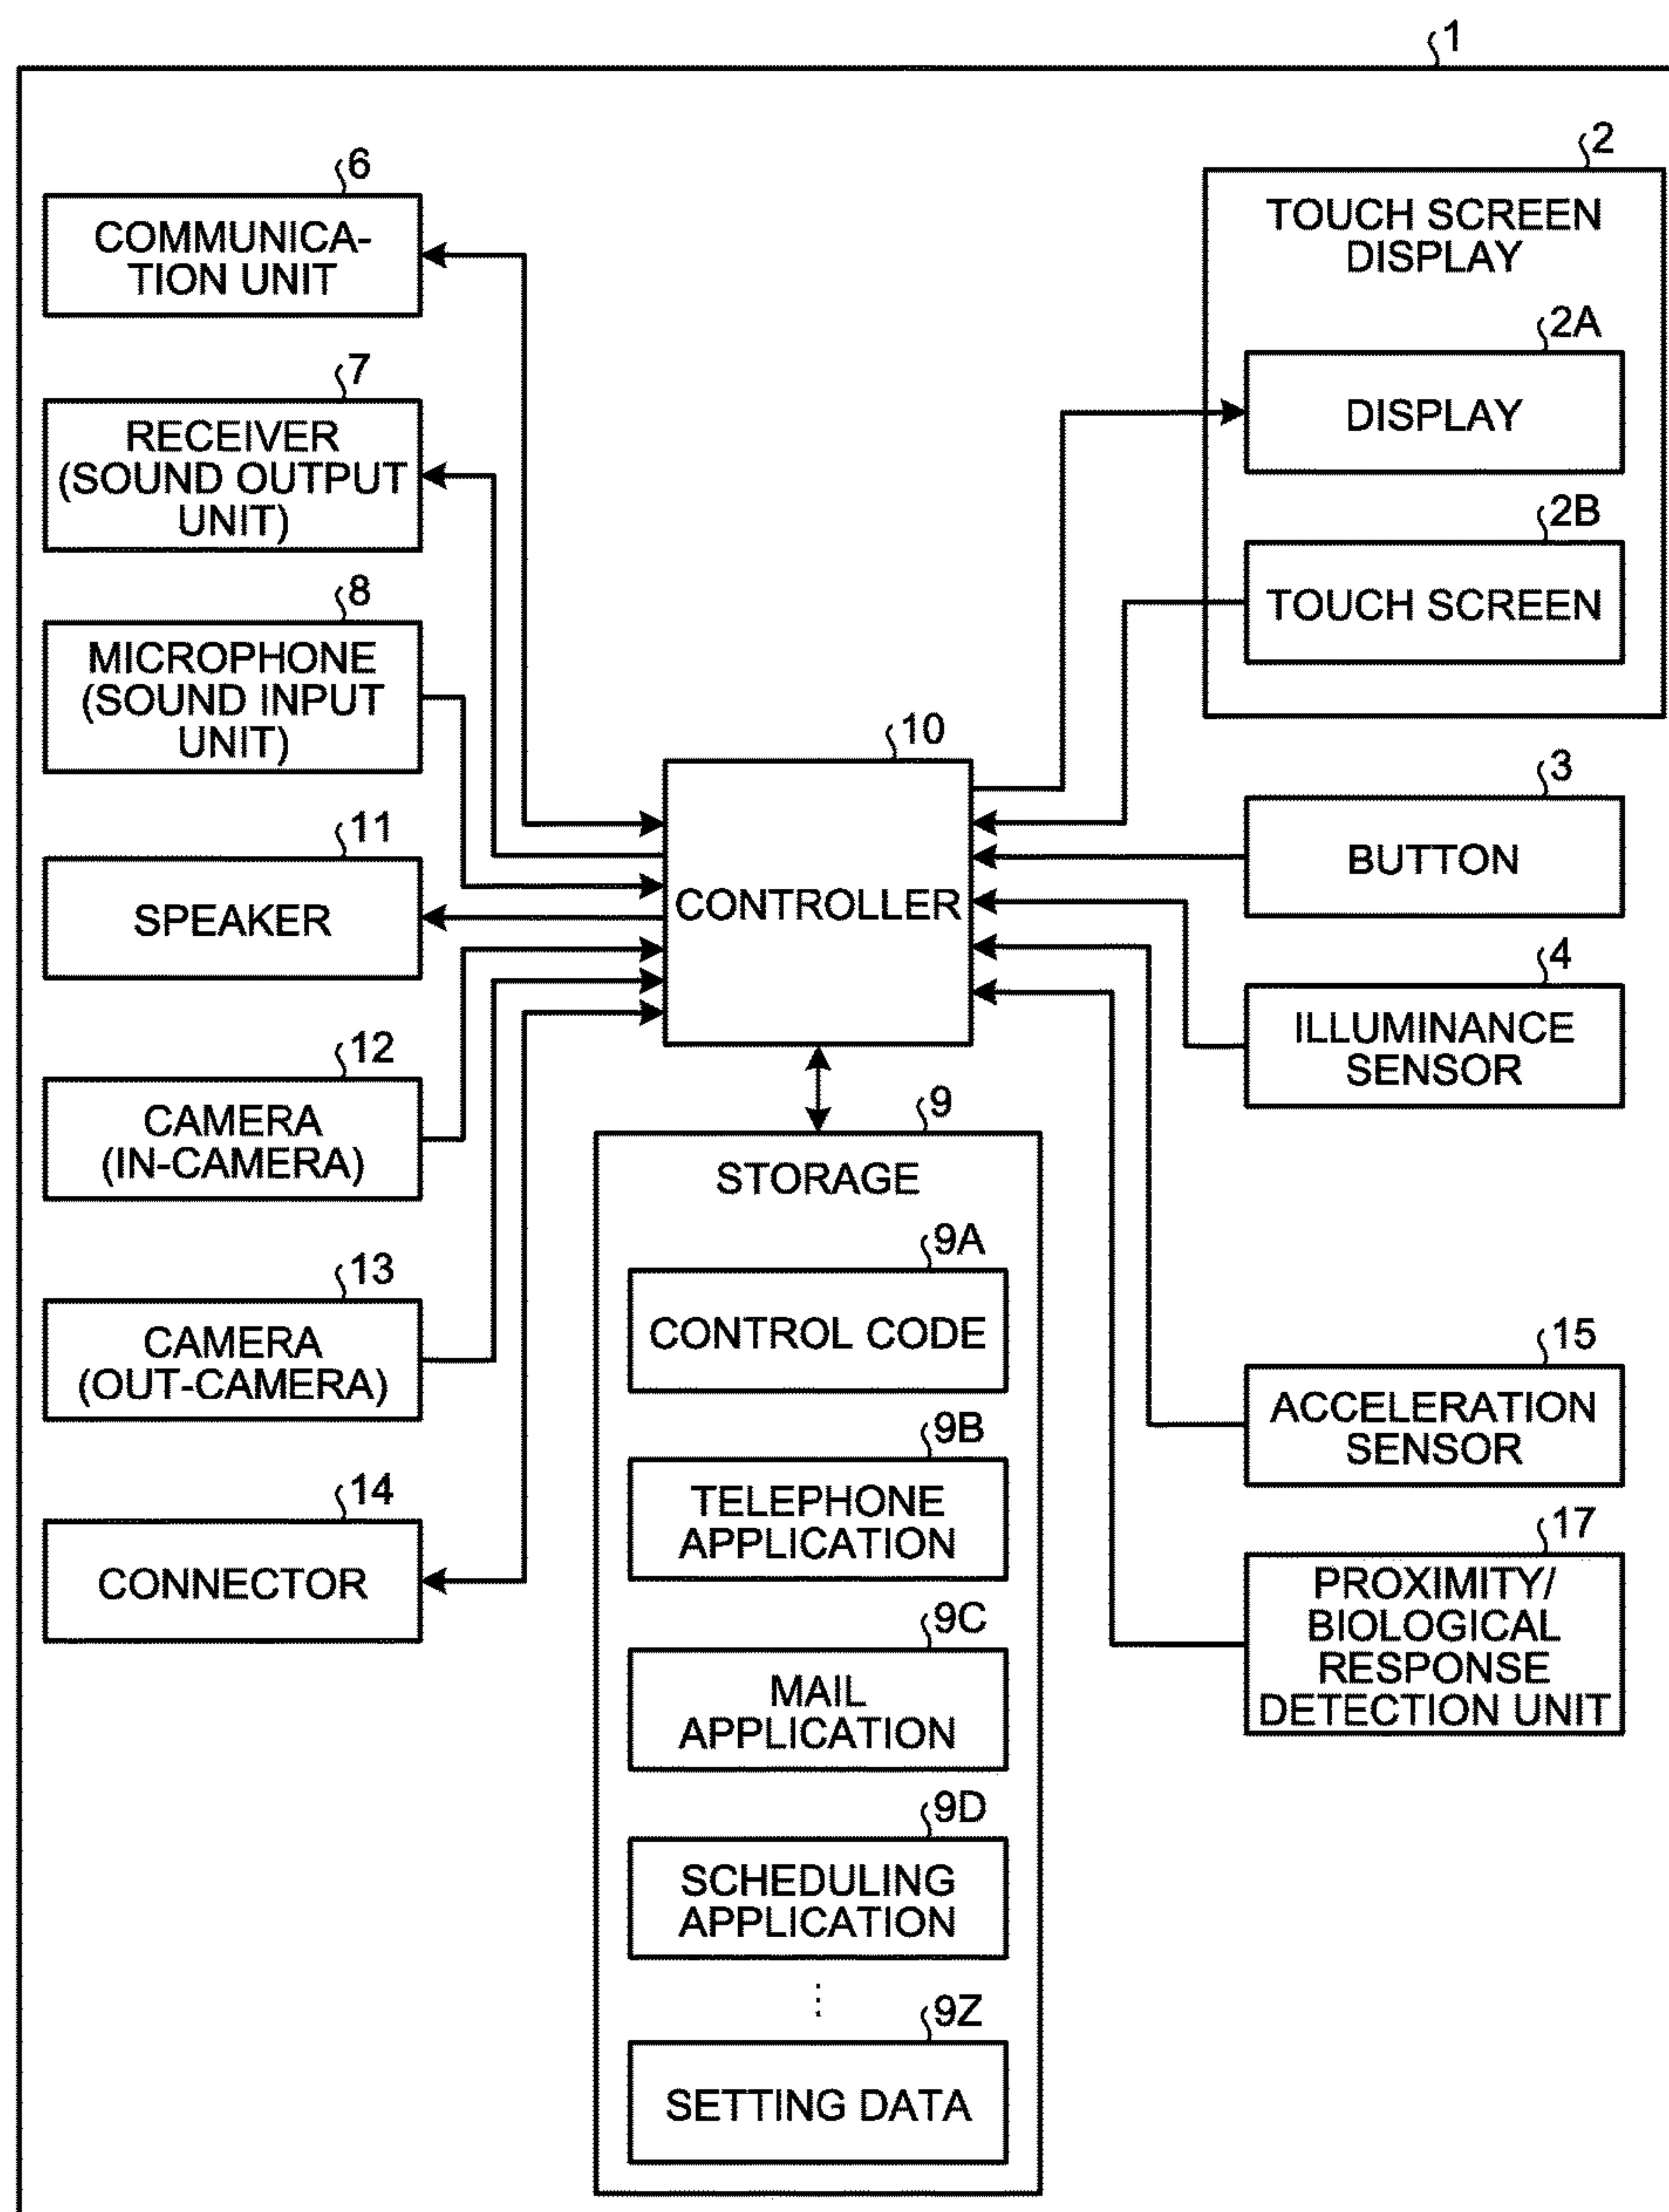 1
6
COMMUNICA-
TION UNIT
7
RECEIVER
(SOUND OUTPUT
UNIT)
8
MICROPHONE
(SOUND INPUT
UNIT)
11
SPEAKER
12
CAMERA
(IN-CAMERA)
13
CAMERA
(OUT-CAMERA)
14
CONNECTOR
10
CONTROLLER
9
STORAGE
9A
CONTROL CODE
9B
TELEPHONE
APPLICATION
9C
MAIL
APPLICATION
9D
SCHEDULING
APPLICATION
⋮
9Z
SETTING DATA
2
TOUCH SCREEN
DISPLAY
2A
DISPLAY
2B
TOUCH SCREEN
3
BUTTON
4
ILLUMINANCE
SENSOR
15
ACCELERATION
SENSOR
17
PROXIMITY/
BIOLOGICAL
RESPONSE
DETECTION UNIT